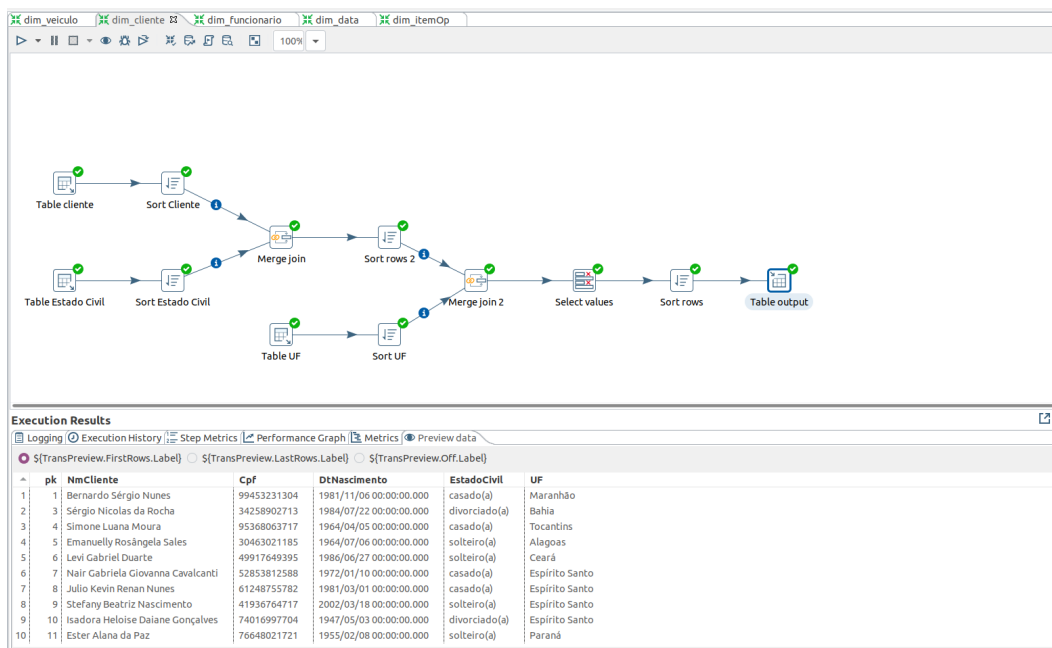 dim_veiculo dim_cliente dim_funcionario dim_data dim_itemOp
100%
Table cliente Sort Cliente
Merge join Sort rows 2
Table Estado Civil Sort Estado Civil Merge join 2 Select values Sort rows Table output
Table UF Sort UF
Execution Results
Logging Execution History Step Metrics Performance Graph Metrics Preview data
${TransPreview.FirstRows.Label} ${TransPreview.LastRows.Label} ${TransPreview.Off.Label}
pk NmCliente Cpf DtNascimento EstadoCivil UF
1 1 Bernardo Sérgio Nunes 99453231304 1981/11/06 00:00:00.000 casado(a) Maranhão
2 3 Sérgio Nicolas da Rocha 34258902713 1984/07/22 00:00:00.000 divorciado(a) Bahia
3 4 Simone Luana Moura 95368063717 1964/04/05 00:00:00.000 casado(a) Tocantins
4 5 Emanuelly Rosângela Sales 30463021185 1964/07/06 00:00:00.000 solteiro(a) Alagoas
5 6 Levi Gabriel Duarte 49917649395 1986/06/27 00:00:00.000 solteiro(a) Ceará
6 7 Nair Gabriela Giovanna Cavalcanti 52853812588 1972/01/10 00:00:00.000 casado(a) Espírito Santo
7 8 Julio Kevin Renan Nunes 61248755782 1981/03/01 00:00:00.000 casado(a) Espírito Santo
8 9 Stefany Beatriz Nascimento 41936764717 2002/03/18 00:00:00.000 solteiro(a) Espírito Santo
9 10 Isadora Heloise Daiane Gonçalves 74016997704 1947/05/03 00:00:00.000 divorciado(a) Espírito Santo
10 11 Ester Alana da Paz 76648021721 1955/02/08 00:00:00.000 solteiro(a) Paraná